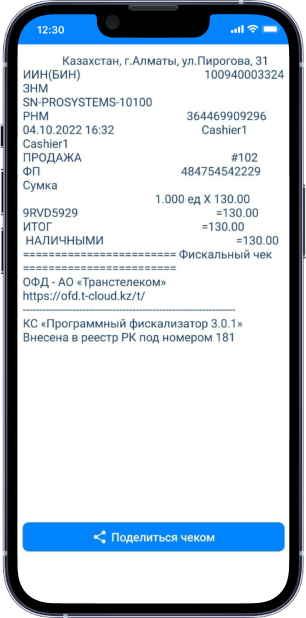 12:30
Казахстан, г.Алматы, ул.Пирогова, 31
ИИН(БИН) 100940003324
ЗНМ
SN-PROSYSTEMS-10100
РНМ 364469909296
04.10.2022 16:32 Cashier1
Cashier1
ПРОДАЖА #102
ФП 484754542229
Сумка
1.000 ед X 130.00
9RVD5929 =130.00
ИТОГ =130.00
НАЛИЧНЫМИ =130.00
======================== Фискальный чек
========================
ОФД - АО «Транстелеком»
https://ofd.t-cloud.kz/t/
------------------------------------------------------------
КС «Программный фискализатор 3.0.1»
Внесена в реестр РК под номером 181
Поделиться чеком